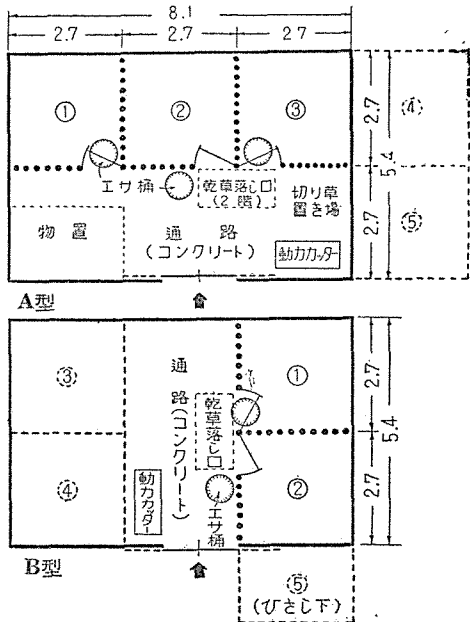 8.1
2.7 2.7 2.7
① ② ③ ④
2.7
5.4
エサ桶
乾草落し口
(2階)
切り草
置き場
⑤
物置
通路
(コンクリート)
動力カッター
2.7
A型
③
通路(コンクリート)
①
2.7
乾草落し口
5.4
④
動力カッター
エサ桶
②
2.7
B型
⑤
(ひさし下)